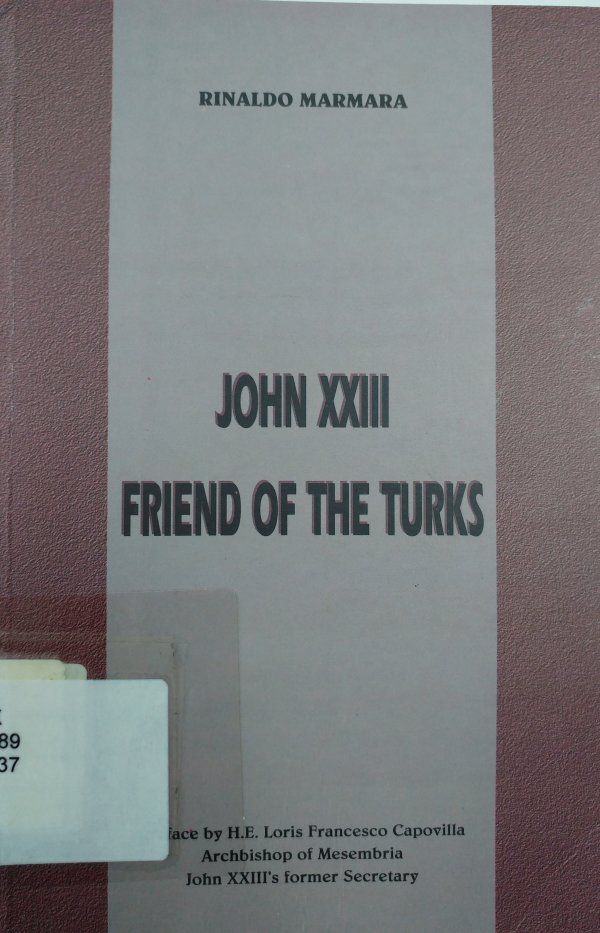 RINALDO MARMARA
JOHN XXIII
FRIEND OF THE TURKS
89
37
face by H.E. Loris Francesco Capovilla
Archbishop of Mesembria
John XXIII's former Secretary